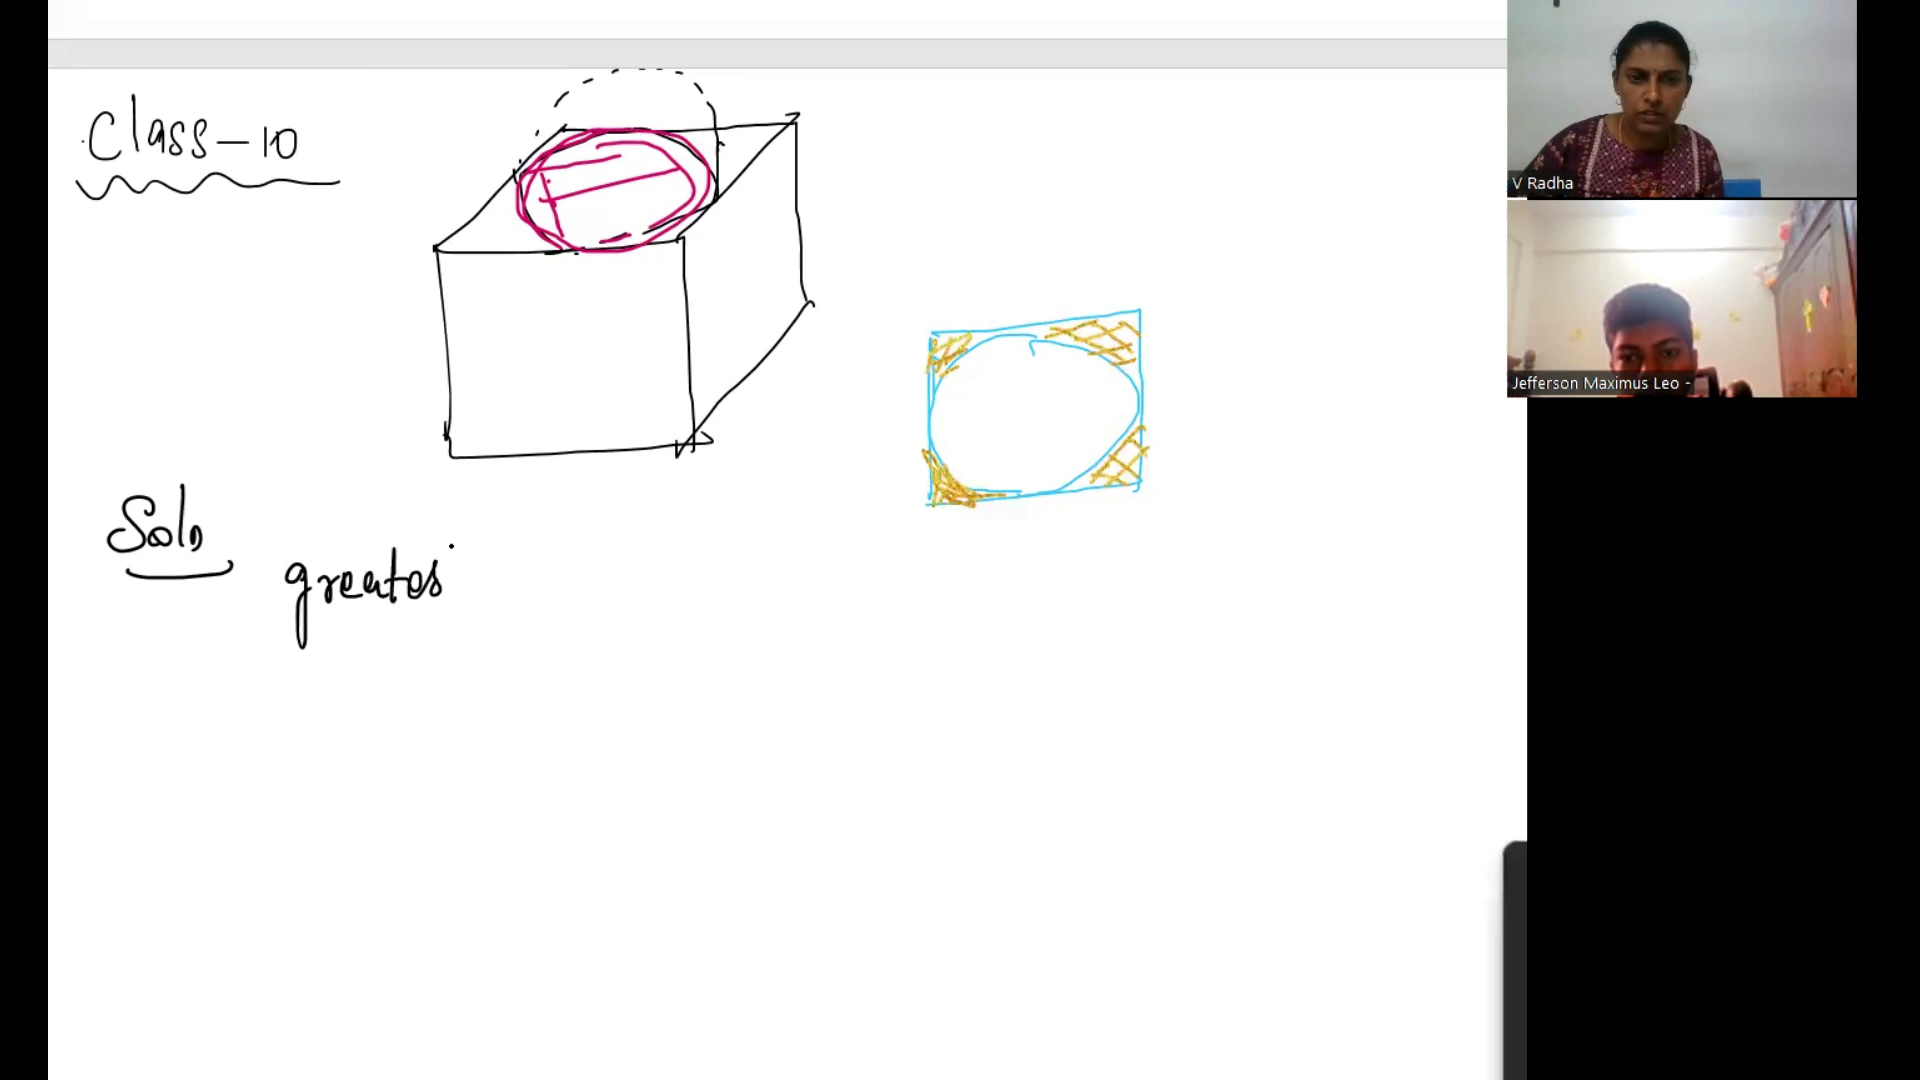 Class-10
Soln
greates
V Radha
Jefferson Maximus Leo -